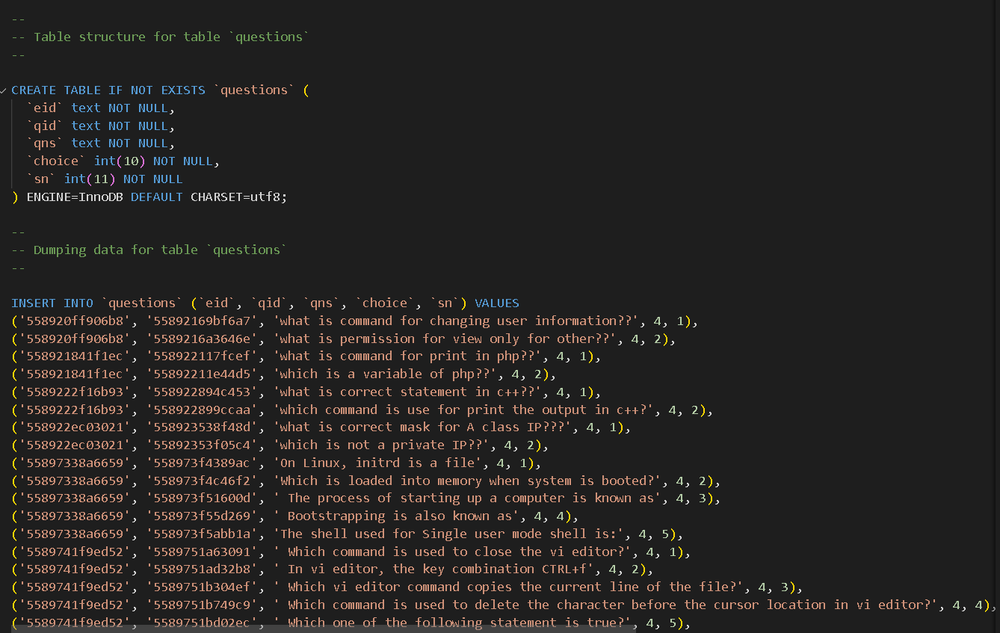 --
-- Table structure for table `questions`
--
CREATE TABLE IF NOT EXISTS `questions` (
  `eid` text NOT NULL,
  `qid` text NOT NULL,
  `qns` text NOT NULL,
  `choice` int(10) NOT NULL,
  `sn` int(11) NOT NULL
) ENGINE=InnoDB DEFAULT CHARSET=utf8;
--
-- Dumping data for table `questions`
--
INSERT INTO `questions` (`eid`, `qid`, `qns`, `choice`, `sn`) VALUES
('558920ff906b8', '55892169bf6a7', 'what is command for changing user information??', 4, 1),
('558920ff906b8', '5589216a3646e', 'what is permission for view only for other??', 4, 2),
('558921841f1ec', '558922117fcef', 'what is command for print in php??', 4, 1),
('558921841f1ec', '55892211e44d5', 'which is a variable of php??', 4, 2),
('5589222f16b93', '558922894c453', 'what is correct statement in c++??', 4, 1),
('5589222f16b93', '558922899ccaa', 'which command is use for print the output in c++?', 4, 2),
('558922ec03021', '558923538f48d', 'what is correct mask for A class IP???', 4, 1),
('558922ec03021', '55892353f05c4', 'which is not a private IP??', 4, 2),
('55897338a6659', '558973f4389ac', 'On Linux, initrd is a file', 4, 1),
('55897338a6659', '558973f4c46f2', 'Which is loaded into memory when system is booted?', 4, 2),
('55897338a6659', '558973f51600d', ' The process of starting up a computer is known as', 4, 3),
('55897338a6659', '558973f55d269', ' Bootstrapping is also known as', 4, 4),
('55897338a6659', '558973f5abb1a', 'The shell used for Single user mode shell is:', 4, 5),
('5589741f9ed52', '5589751a63091', ' Which command is used to close the vi editor?', 4, 1),
('5589741f9ed52', '5589751ad32b8', ' In vi editor, the key combination CTRL+f', 4, 2),
('5589741f9ed52', '5589751b304ef', ' Which vi editor command copies the current line of the file?', 4, 3),
('5589741f9ed52', '5589751b749c9', ' Which command is used to delete the character before the cursor location in vi editor?', 4, 4),
('5589741f9ed52', '5589751bd02ec', ' Which one of the following statement is true?', 4, 5),